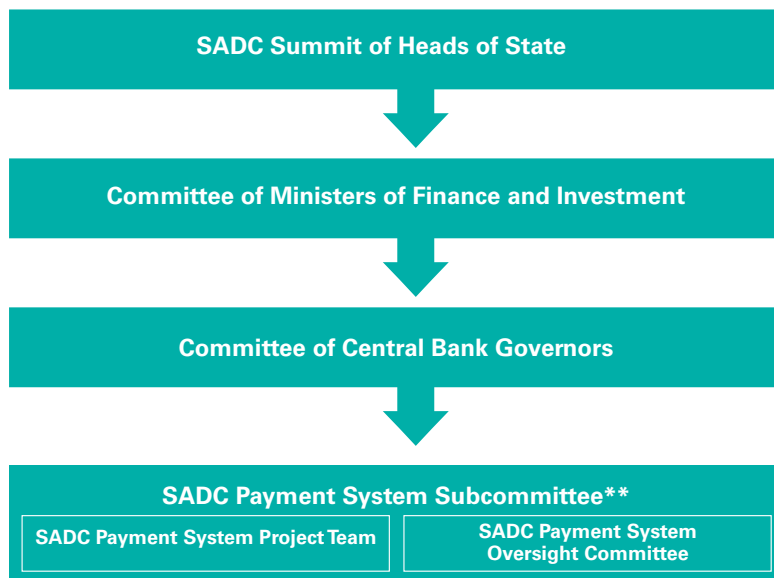 SADC Summit of Heads of State
Committee of Ministers of Finance and Investment
Committee of Central Bank Governors
SADC Payment System Subcommittee**
SADC Payment System Project Team
SADC Payment System
Oversight Committee